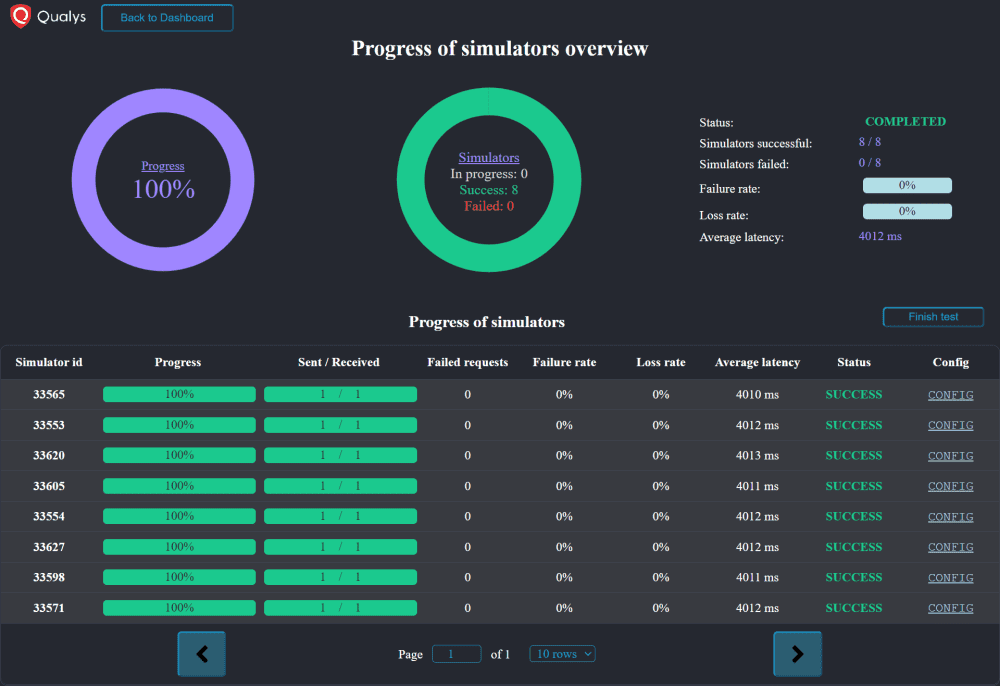 Qualys Back to Dashboard
Progress of simulators overview
Progress
100%
Simulators
In progress: 0
Success: 8
Failed: 0
Status: COMPLETED
Simulators successful: 8 / 8
Simulators failed: 0 / 8
Failure rate: 0%
Loss rate: 0%
Average latency: 4012 ms
Progress of simulators
Finish test
Simulator id Progress Sent / Received Failed requests Failure rate Loss rate Average latency Status Config
33565 100% 1 / 1 0 0% 0% 4010 ms SUCCESS CONFIG
33553 100% 1 / 1 0 0% 0% 4012 ms SUCCESS CONFIG
33620 100% 1 / 1 0 0% 0% 4013 ms SUCCESS CONFIG
33605 100% 1 / 1 0 0% 0% 4011 ms SUCCESS CONFIG
33554 100% 1 / 1 0 0% 0% 4012 ms SUCCESS CONFIG
33627 100% 1 / 1 0 0% 0% 4012 ms SUCCESS CONFIG
33598 100% 1 / 1 0 0% 0% 4011 ms SUCCESS CONFIG
33571 100% 1 / 1 0 0% 0% 4012 ms SUCCESS CONFIG
Page 1 of 1 10 rows